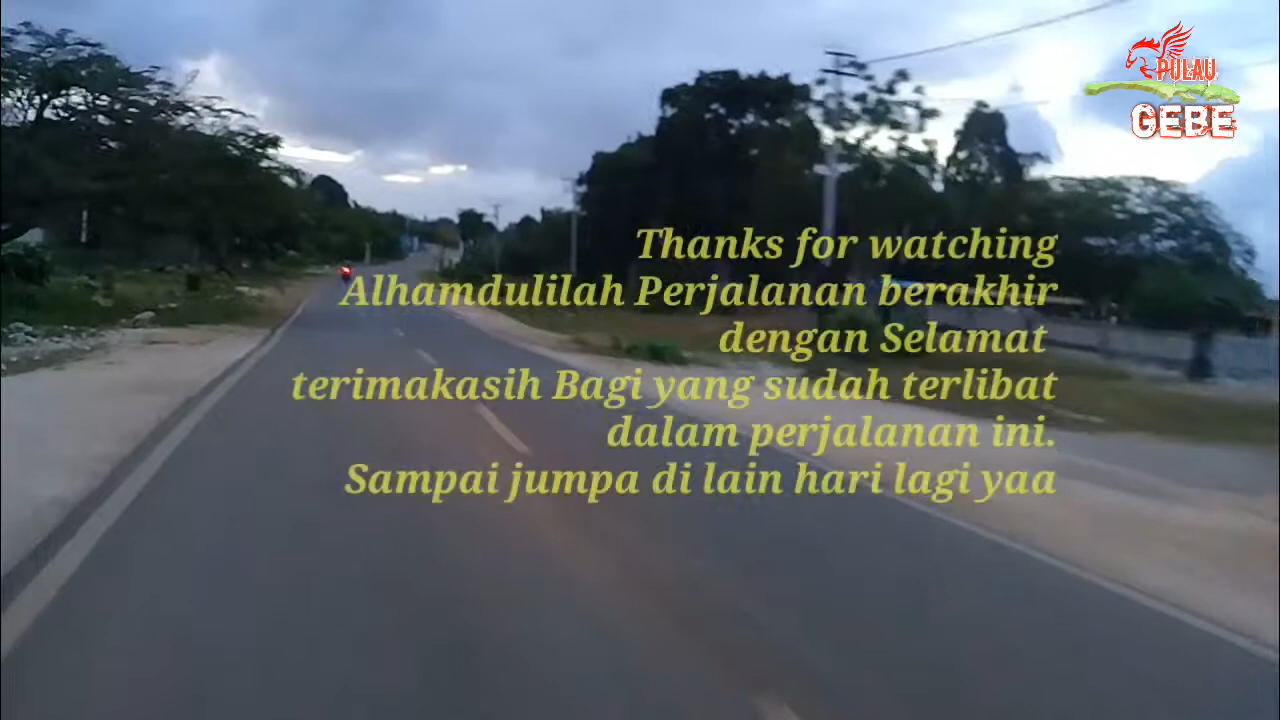 PULAU
GEBE
Thanks for watching
Alhamdulilah Perjalanan berakhir
dengan Selamat
terimakasih Bagi yang sudah terlibat
dalam perjalanan ini.
Sampai jumpa di lain hari lagi yaa